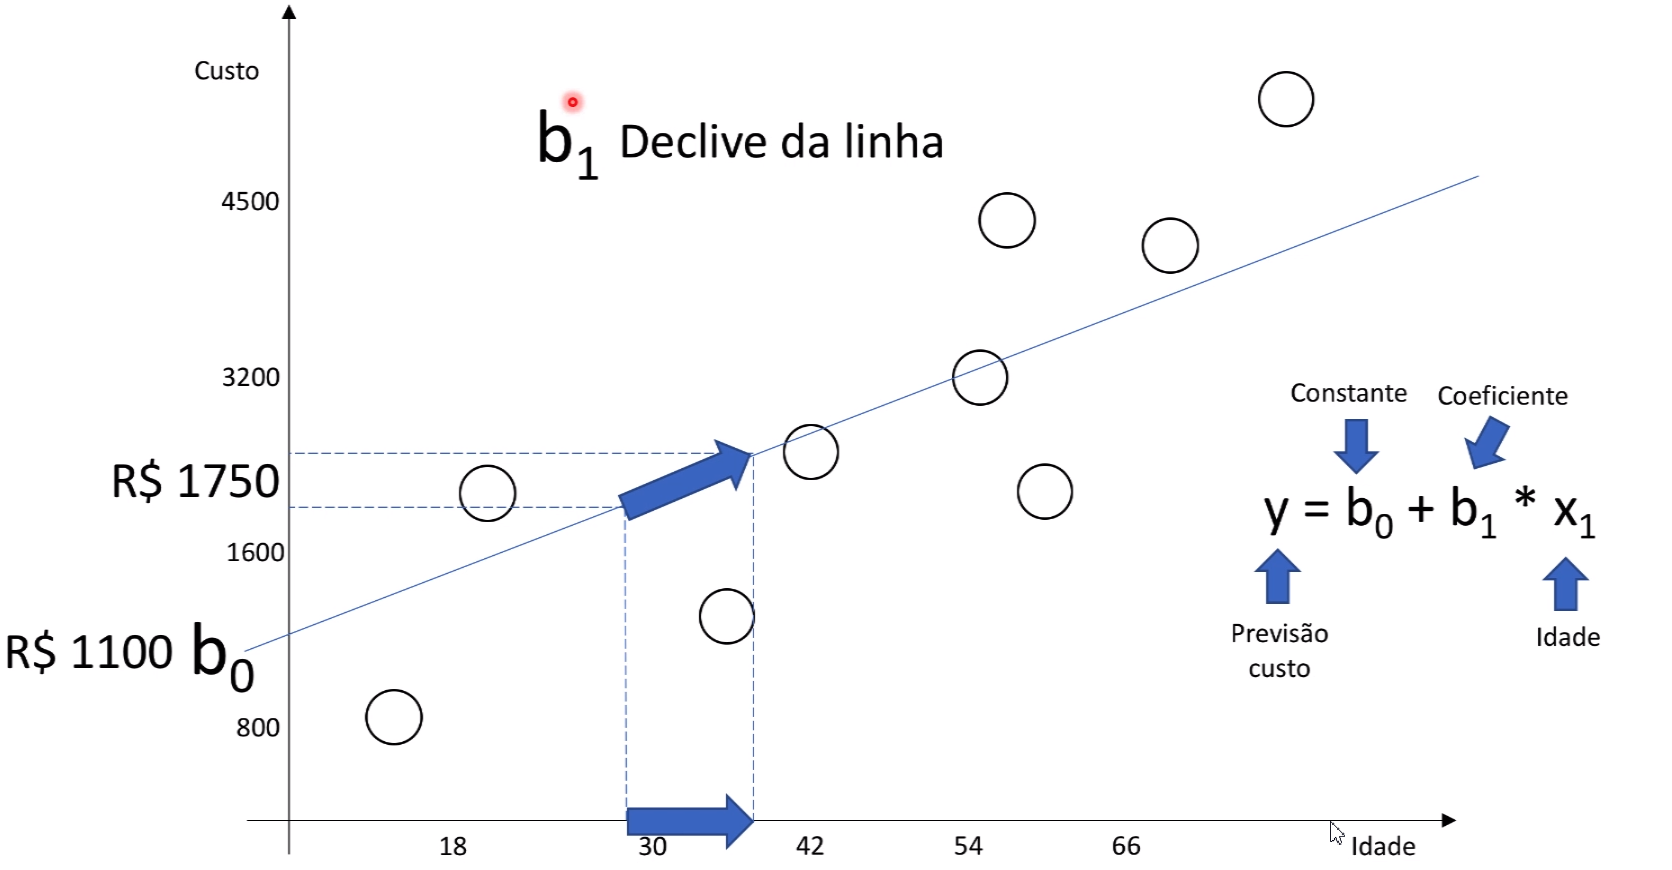 Custo
b1 Declive da linha
4500
3200
R$ 1750
1600
R$ 1100 b0
800
18 30 42 54 66 Idade
Constante Coeficiente
y = b0 + b1 * x1
Previsão
custo
Idade